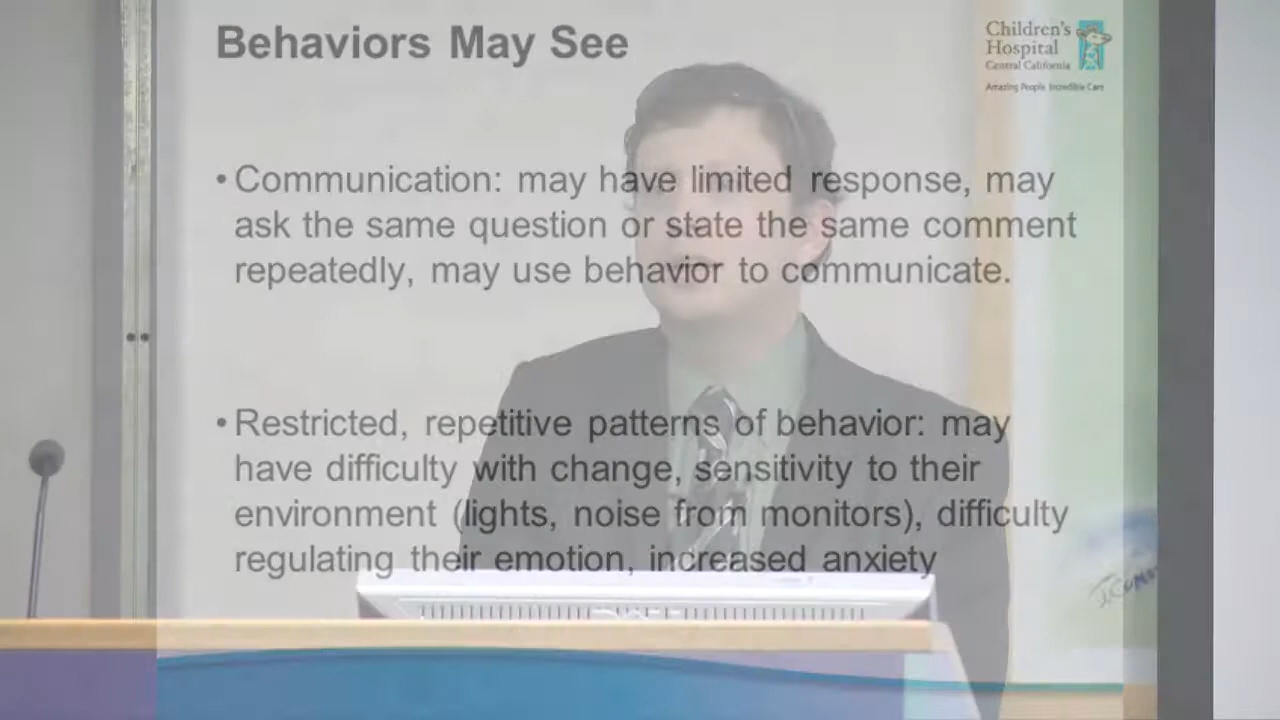 Behaviors May See
Children's
Hospital
Central California
Amazing People. Incredible Care
• Communication: may have limited response, may
ask the same question or state the same comment
repeatedly, may use behavior to communicate.
• Restricted, repetitive patterns of behavior: may
have difficulty with change, sensitivity to their
environment (lights, noise from monitors), difficulty
regulating their emotion, increased anxiety